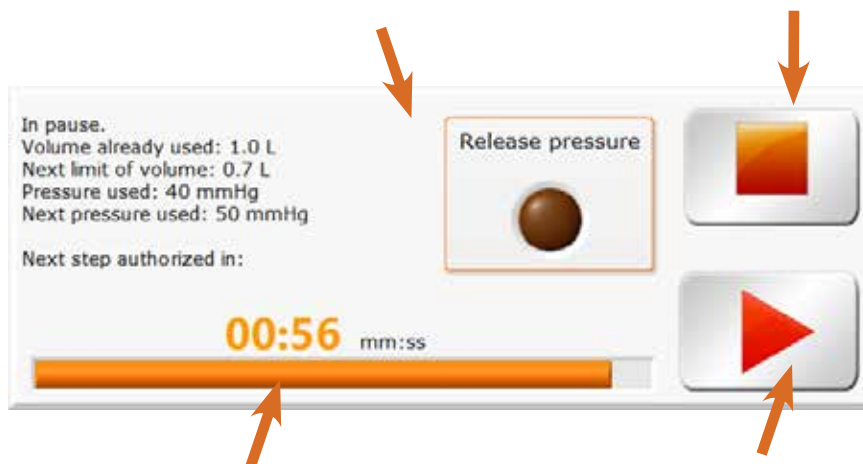 In pause.
Volume already used: 1.0 L
Next limit of volume: 0.7 L
Pressure used: 40 mmHg
Next pressure used: 50 mmHg
Next step authorized in:
00:56 mm:ss
Release pressure